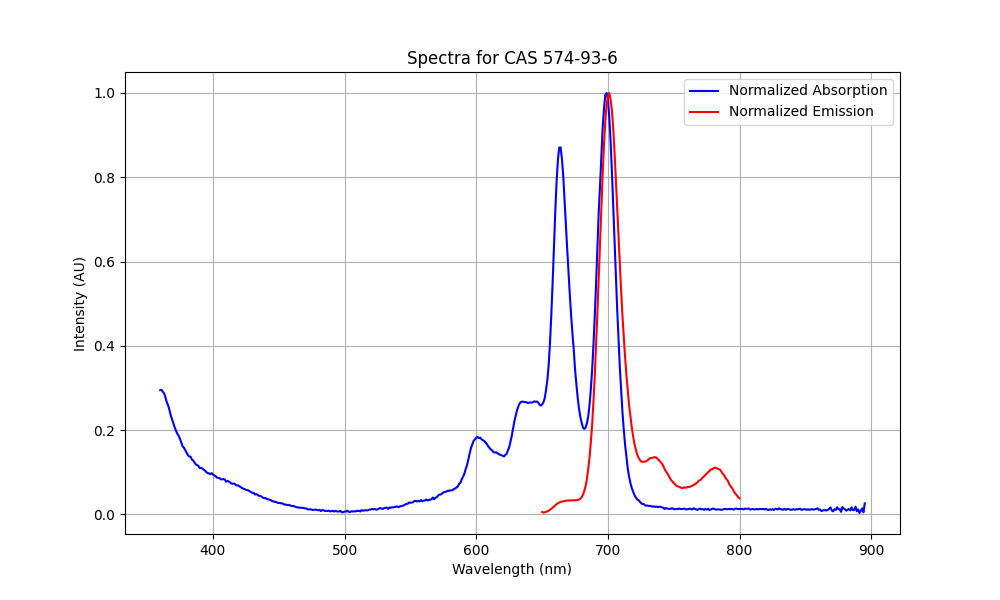 Spectra for CAS 574-93-6
Normalized Absorption
Normalized Emission
Intensity (AU)
1.0
0.8
0.6
0.4
0.2
0.0
400 500 600 700 800 900
Wavelength (nm)